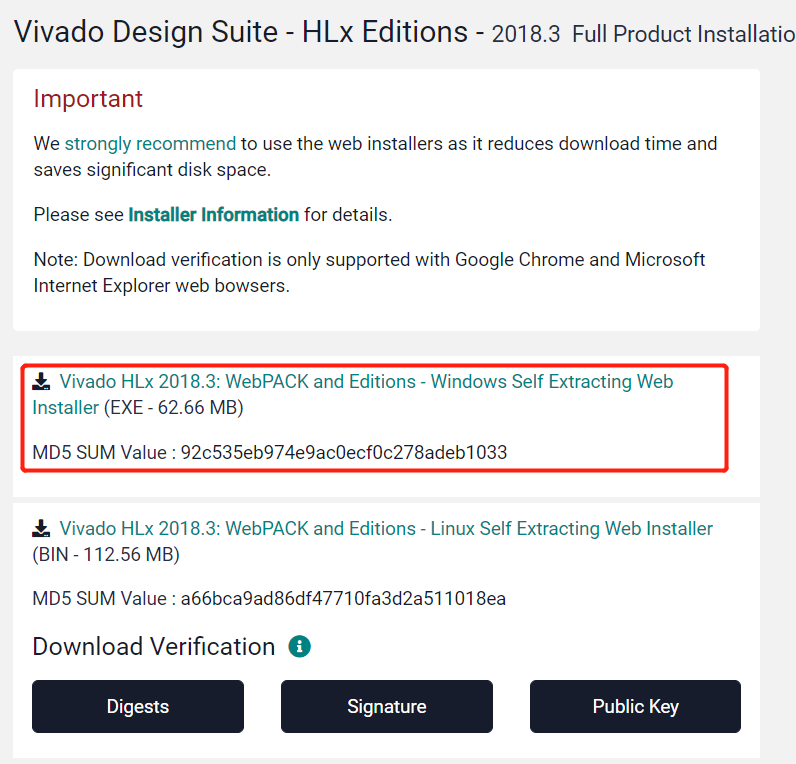 Vivado Design Suite - HLx Editions - 2018.3 Full Product Installatio
Important
We strongly recommend to use the web installers as it reduces download time and
saves significant disk space.
Please see Installer Information for details.
Note: Download verification is only supported with Google Chrome and Microsoft
Internet Explorer web bowsers.
Vivado HLx 2018.3: WebPACK and Editions - Windows Self Extracting Web
Installer (EXE - 62.66 MB)
MD5 SUM Value : 92c535eb974e9ac0ecf0c278adeb1033
Vivado HLx 2018.3: WebPACK and Editions - Linux Self Extracting Web Installer
(BIN - 112.56 MB)
MD5 SUM Value : a66bca9ad86df47710fa3d2a511018ea
Download Verification
Digests
Signature
Public Key